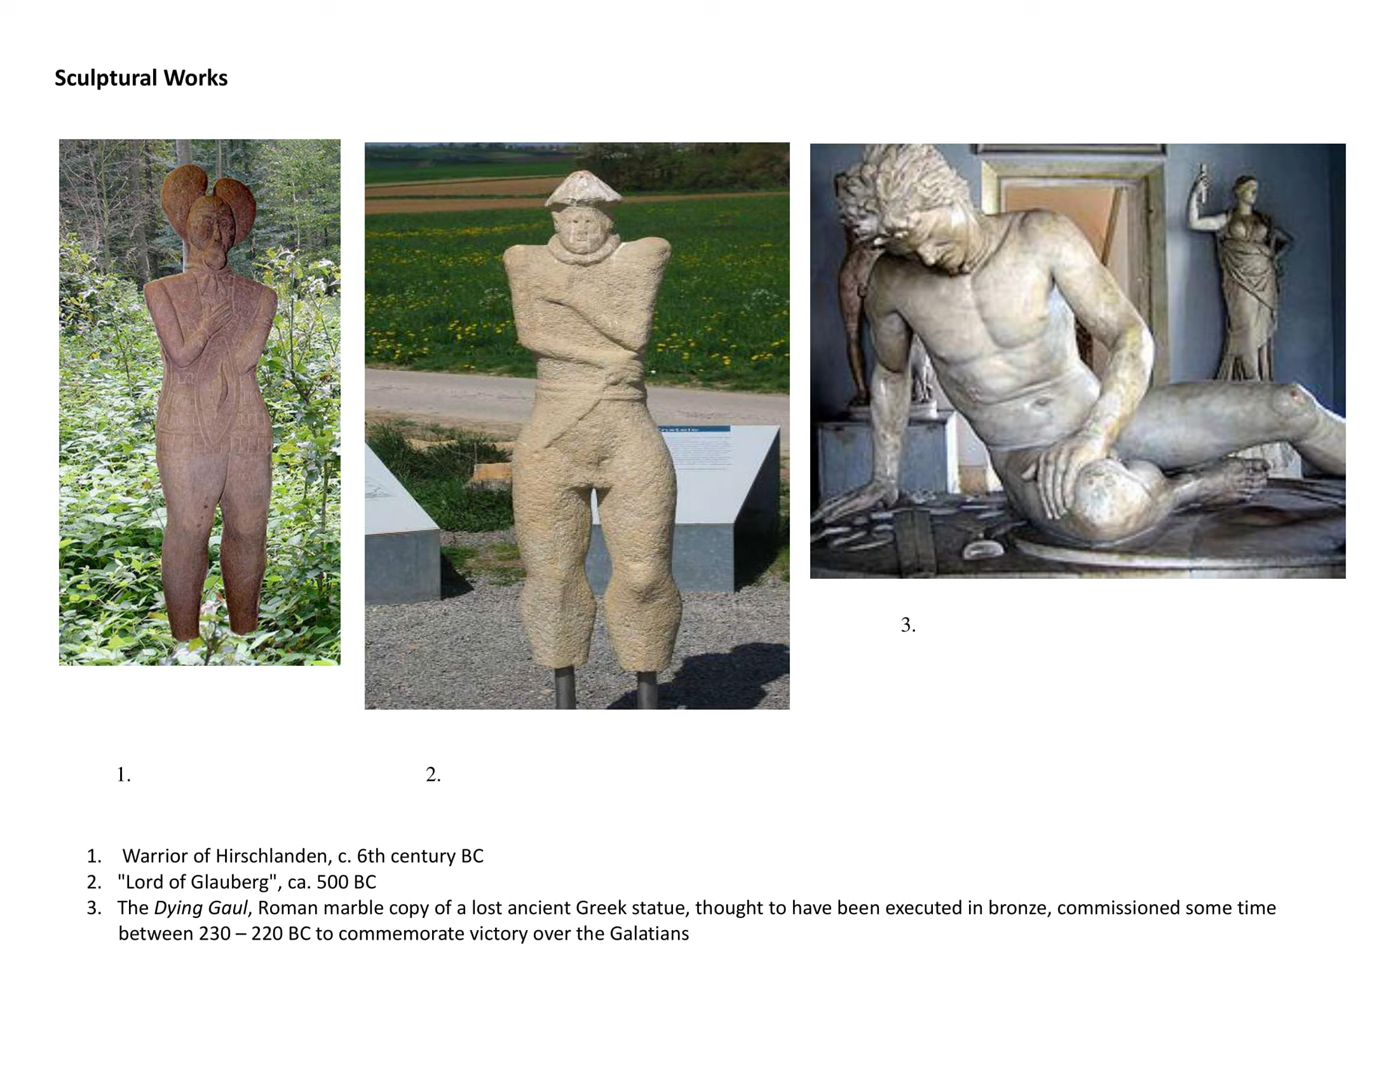 Sculptural Works
3.
1.
2.
1. Warrior of Hirschlanden, c. 6th century BC
2. "Lord of Glauberg", ca. 500 BC
3. The Dying Gaul, Roman marble copy of a lost ancient Greek statue, thought to have been executed in bronze, commissioned some time
between 230 – 220 BC to commemorate victory over the Galatians